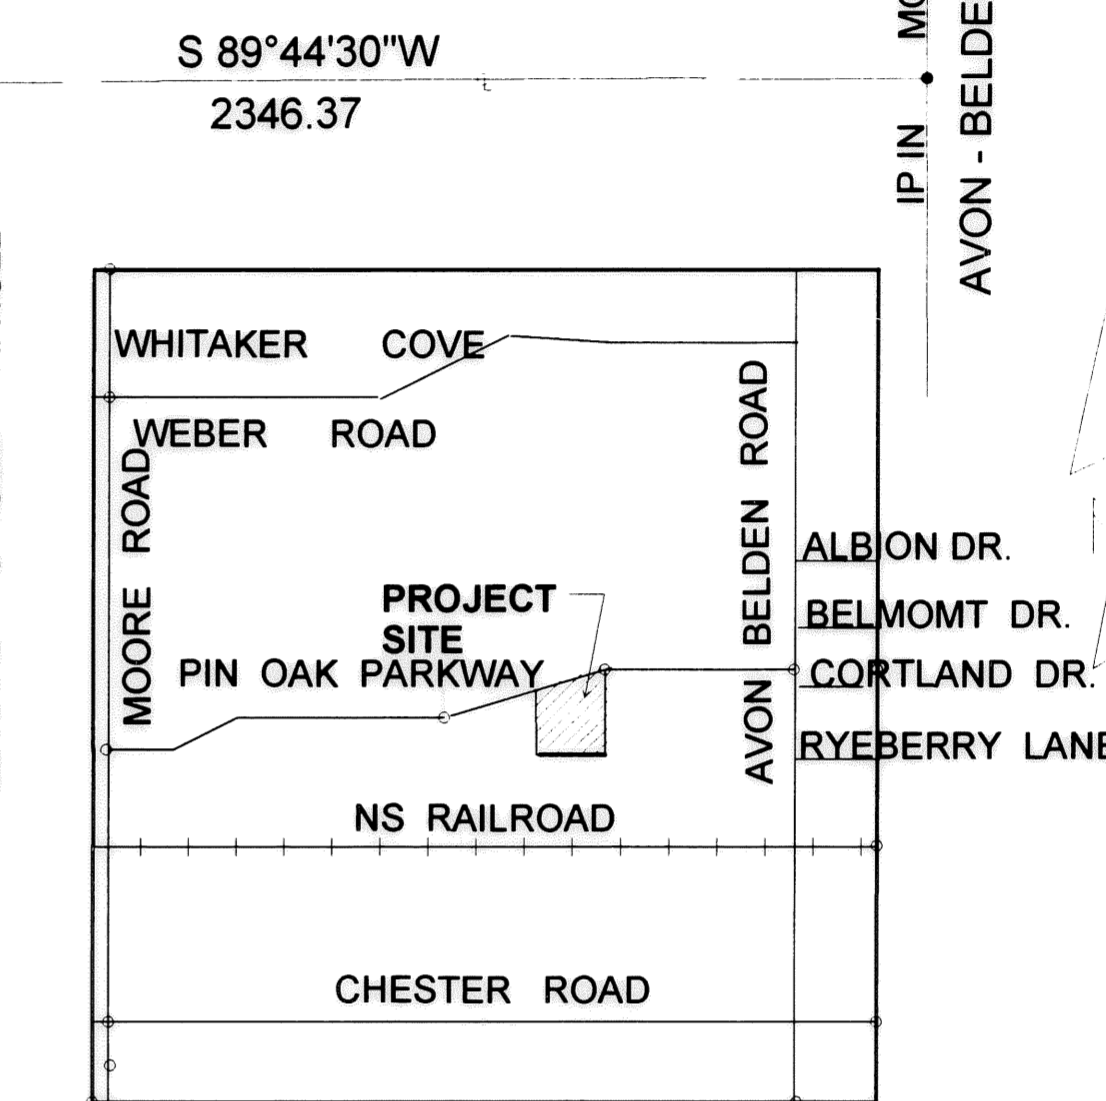 S 89°44'30"W
2346.37
IP IN
AVON - BELDE
WHITAKER COVE
WEBER ROAD
MOORE ROAD
AVON BELDEN ROAD
ALBION DR.
BELMOMT DR.
PROJECT
SITE
PIN OAK PARKWAY
CORTLAND DR.
RYEBERRY LANE
NS RAILROAD
CHESTER ROAD